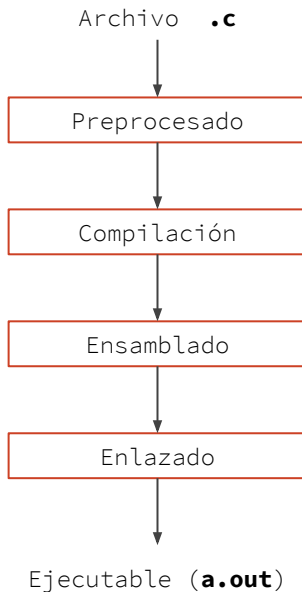 Archivo .c
Preprocesado
Compilación
Ensamblado
Enlazado
Ejecutable (a.out)